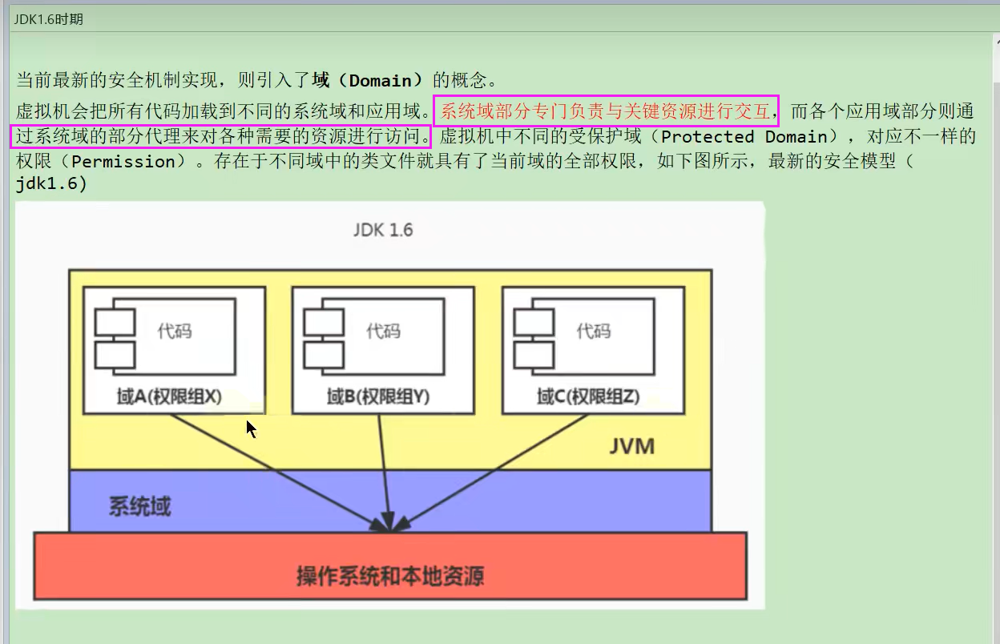 JDK1.6时期
当前最新的安全机制实现，则引入了域（Domain）的概念。
虚拟机会把所有代码加载到不同的系统域和应用域。系统域部分专门负责与关键资源进行交互，而各个应用域部分则通
过系统域的部分代理来对各种需要的资源进行访问。虚拟机中不同的受保护域（Protected Domain），对应不一样的
权限（Permission）。存在于不同域中的类文件就具有了当前域的全部权限，如下图所示，最新的安全模型（
jdk1.6)
JDK 1.6
代码
代码
代码
域A(权限组X)
域B(权限组Y)
域C(权限组Z)
JVM
系统域
操作系统和本地资源